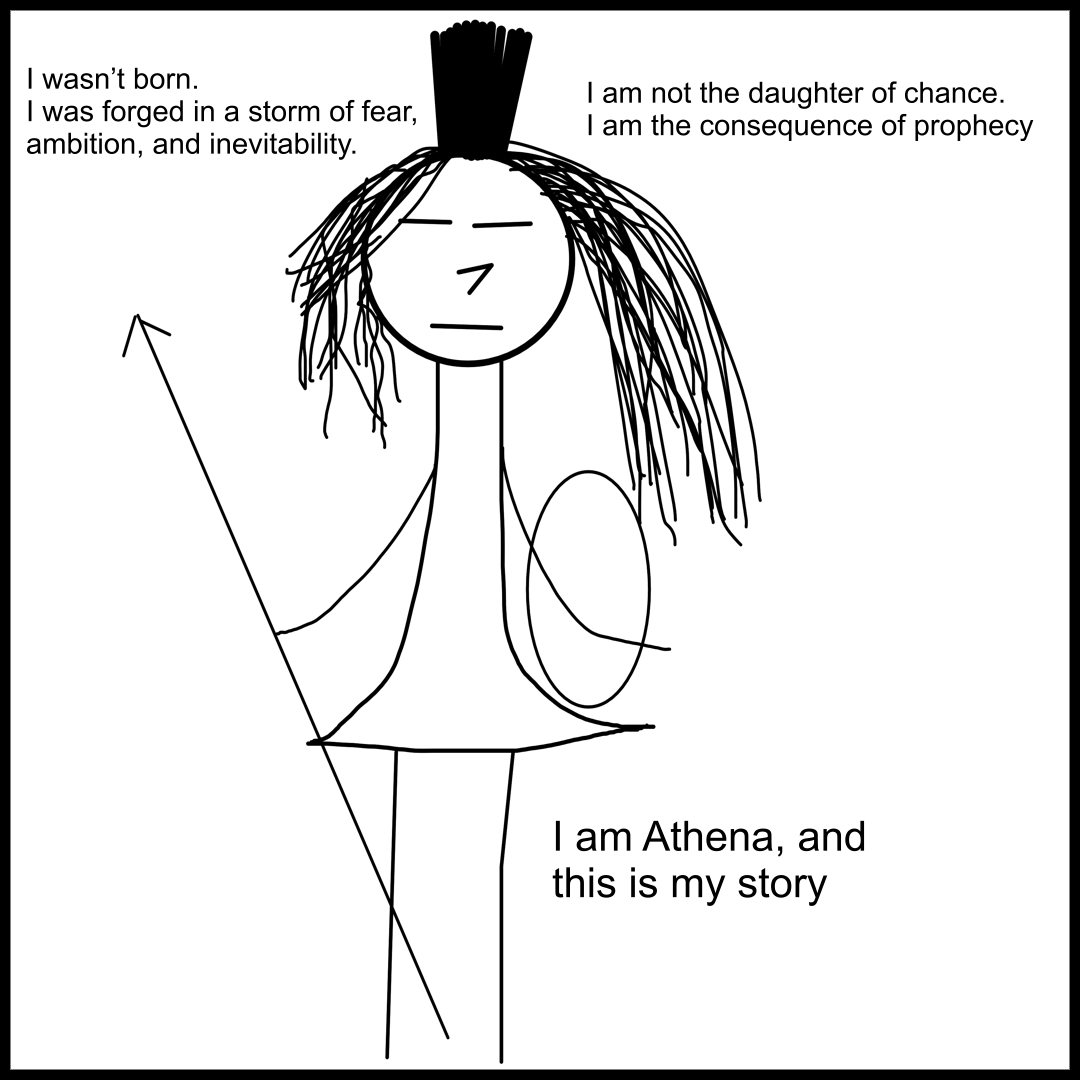 I wasn’t born.
I was forged in a storm of fear,
ambition, and inevitability.
I am not the daughter of chance.
I am the consequence of prophecy
I am Athena, and
this is my story